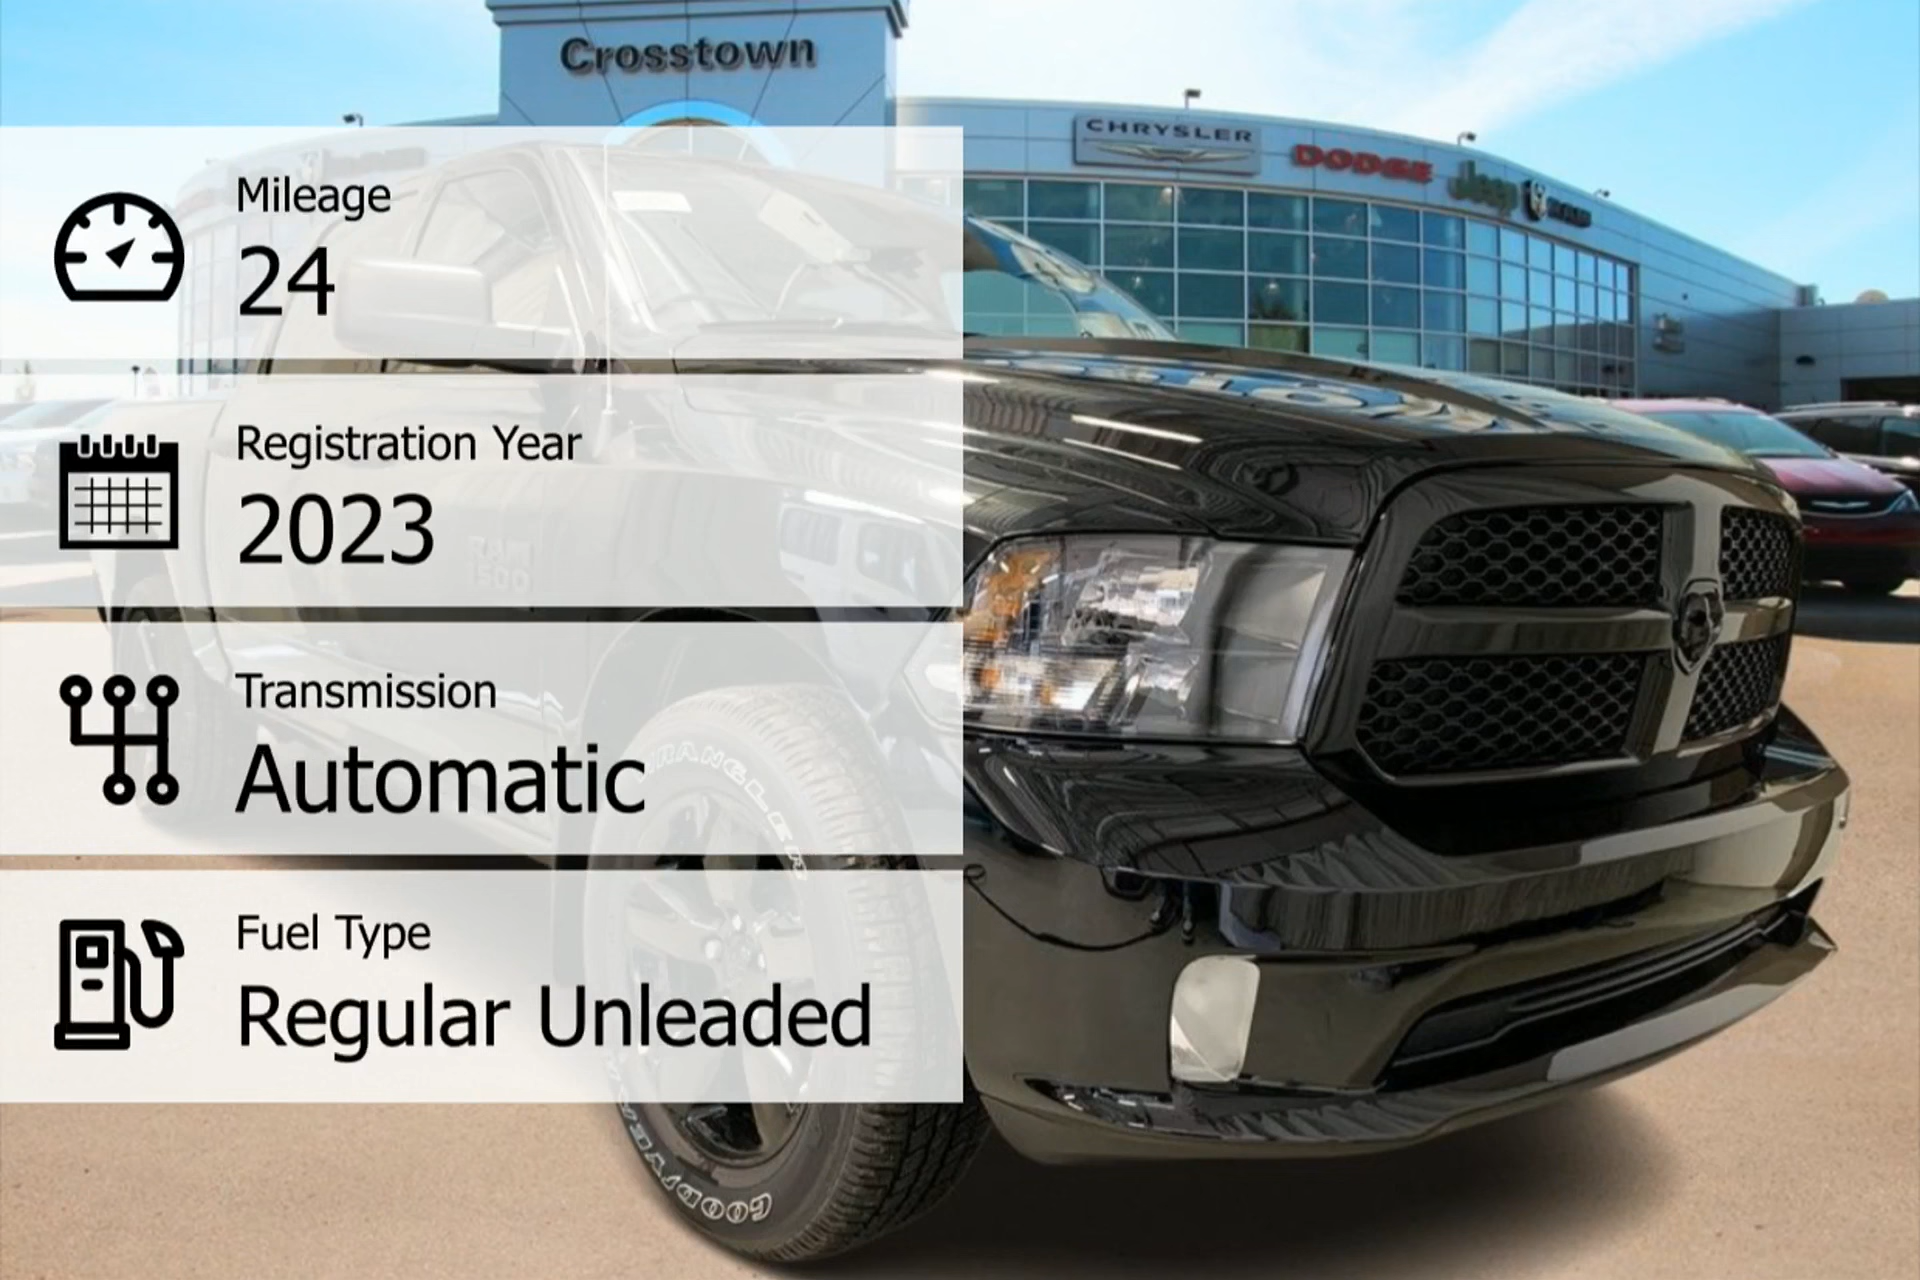 Crosstown
CHRYSLER
DODGE
Jeep
Mileage
24
Registration Year
2023
RAM
1500
Transmission
Automatic
WRANGLER
Fuel Type
Regular Unleaded
GOODYEAR